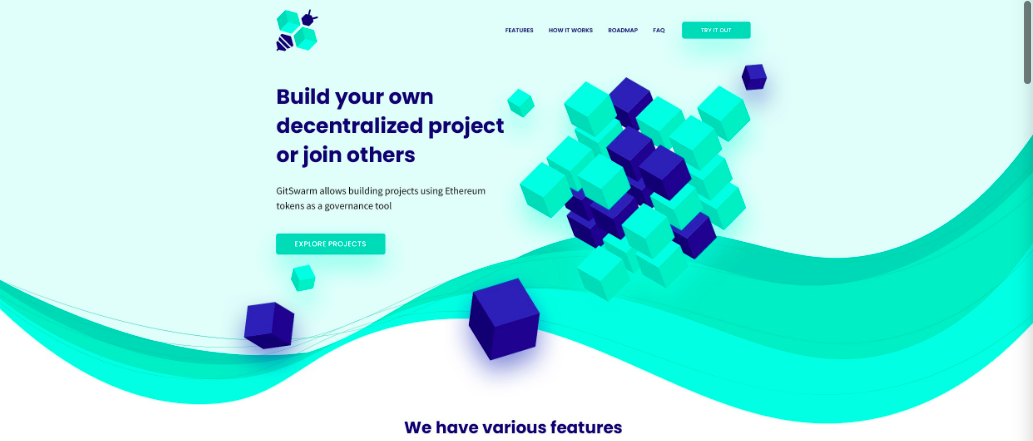 FEATURES HOW IT WORKS ROADMAP FAQ TRY IT OUT
Build your own
decentralized project
or join others
GitSwarm allows building projects using Ethereum
tokens as a governance tool
EXPLORE PROJECTS
We have various features